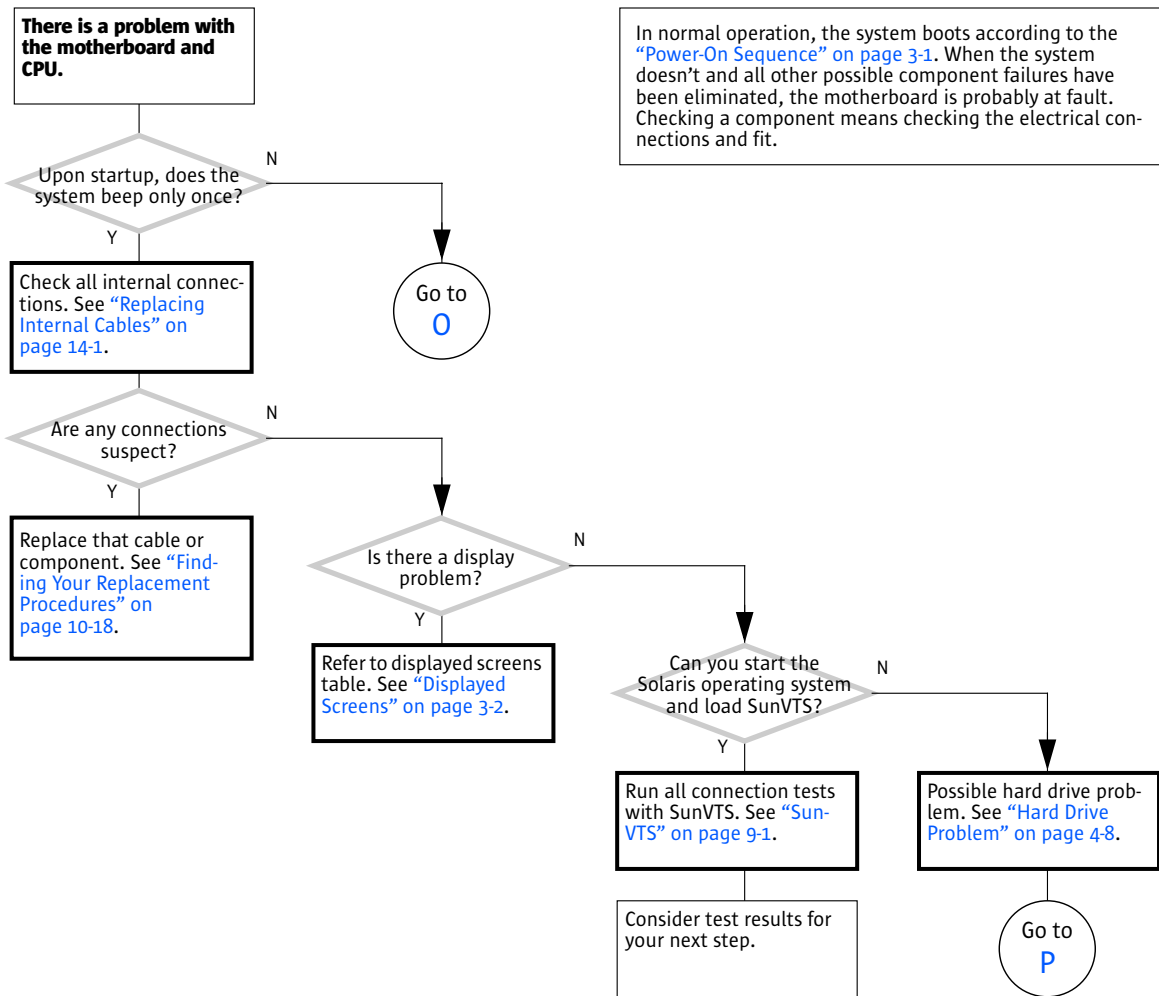 There is a problem with
the motherboard and
CPU.
In normal operation, the system boots according to the
“Power-On Sequence” on page 3-1. When the system
doesn’t and all other possible component failures have
been eliminated, the motherboard is probably at fault.
Checking a component means checking the electrical con-
nections and fit.
Upon startup, does the
system beep only once?
N
Y
Check all internal connec-
tions. See “Replacing
Internal Cables” on
page 14-1.
Go to
O
Are any connections
suspect?
N
Y
Replace that cable or
component. See “Find-
ing Your Replacement
Procedures” on
page 10-18.
Is there a display
problem?
N
Y
Refer to displayed screens
table. See “Displayed
Screens” on page 3-2.
Can you start the
Solaris operating system
and load SunVTS?
N
Y
Run all connection tests
with SunVTS. See “Sun-
VTS” on page 9-1.
Possible hard drive prob-
lem. See “Hard Drive
Problem” on page 4-8.
Consider test results for
your next step.
Go to
P